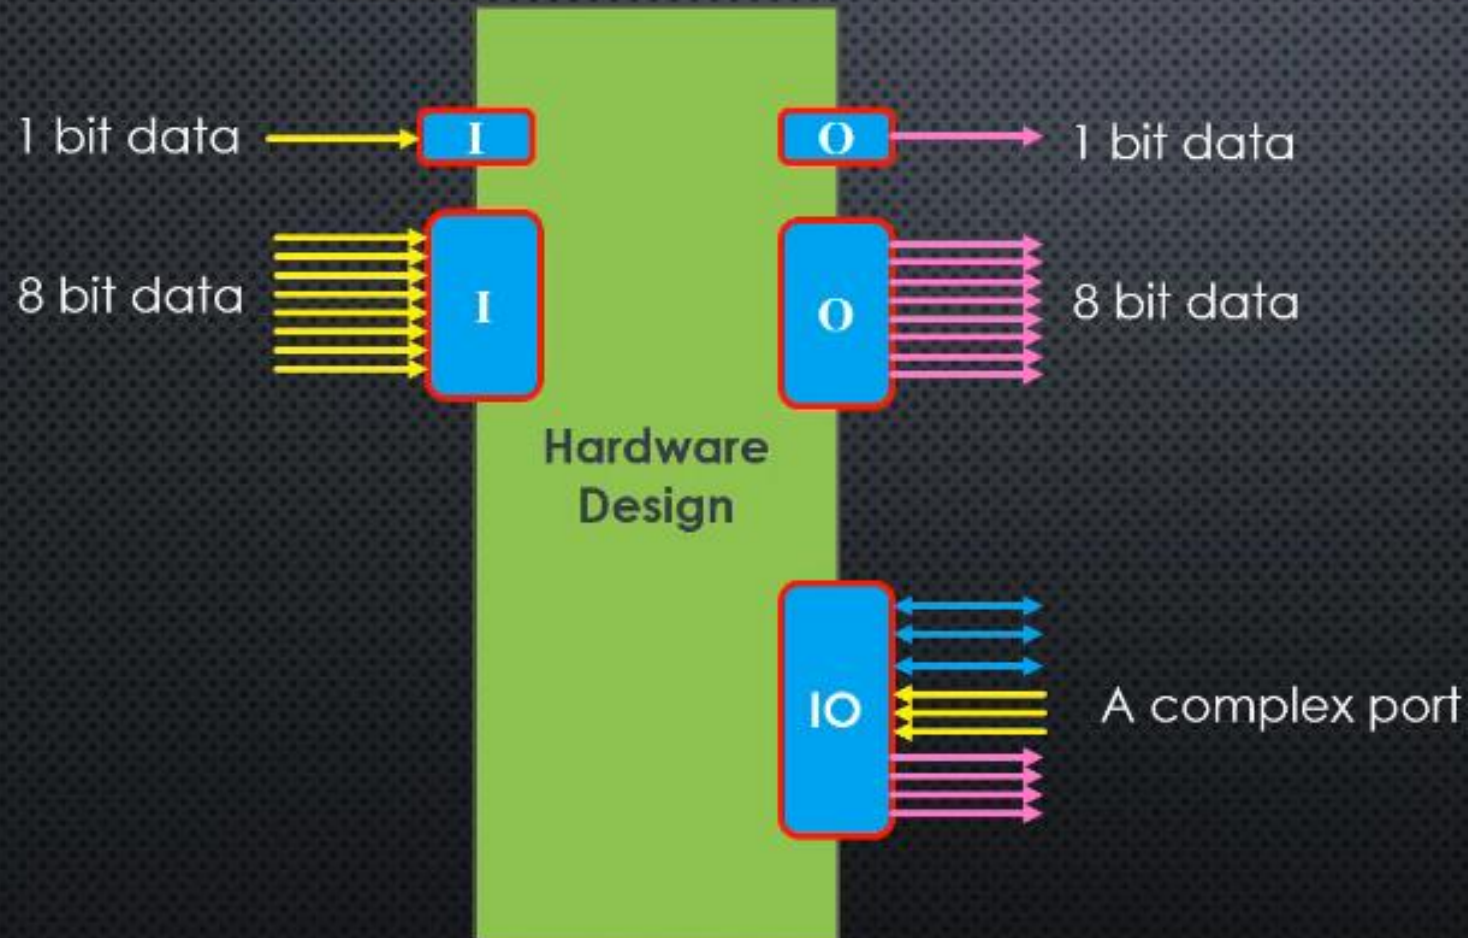 1 bit data
I
O
1 bit data
8 bit data
I
O
8 bit data
Hardware
Design
IO
A complex port